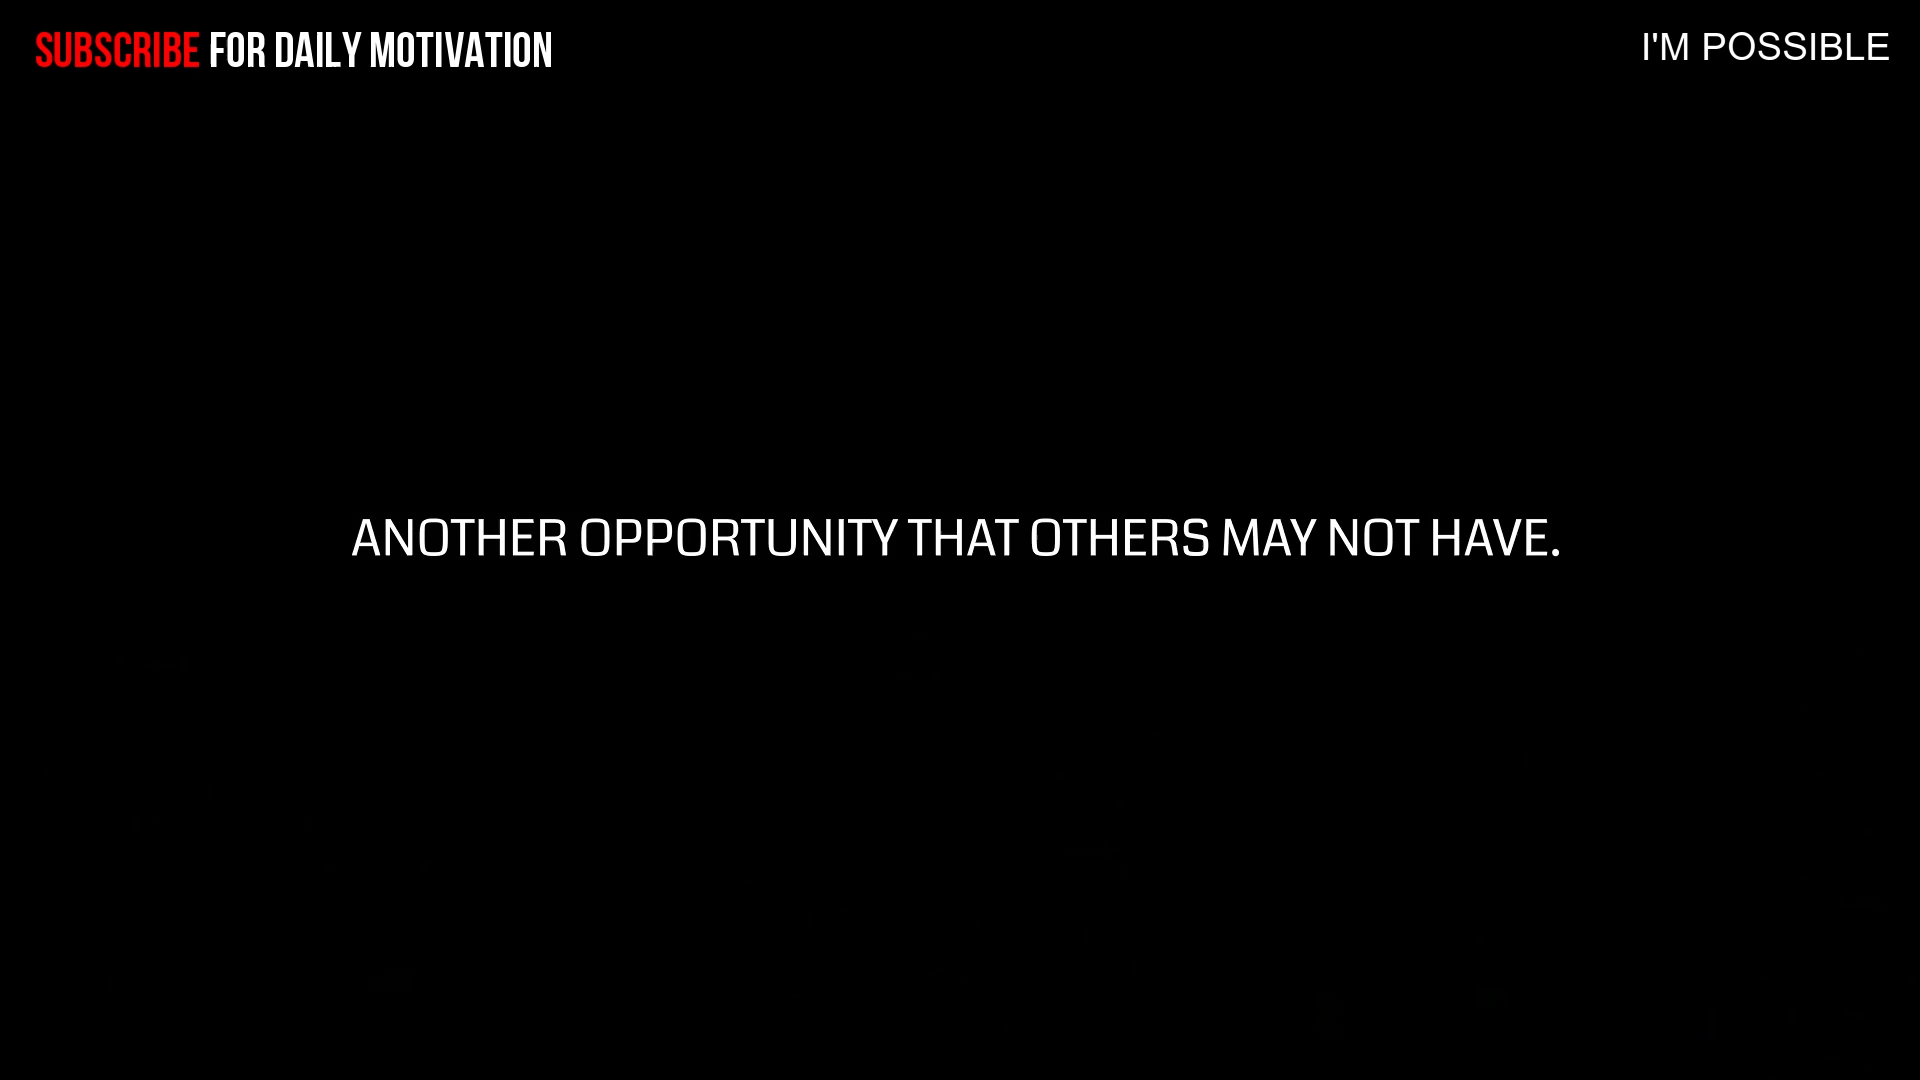 SUBSCRIBE FOR DAILY MOTIVATION
I'M POSSIBLE
ANOTHER OPPORTUNITY THAT OTHERS MAY NOT HAVE.